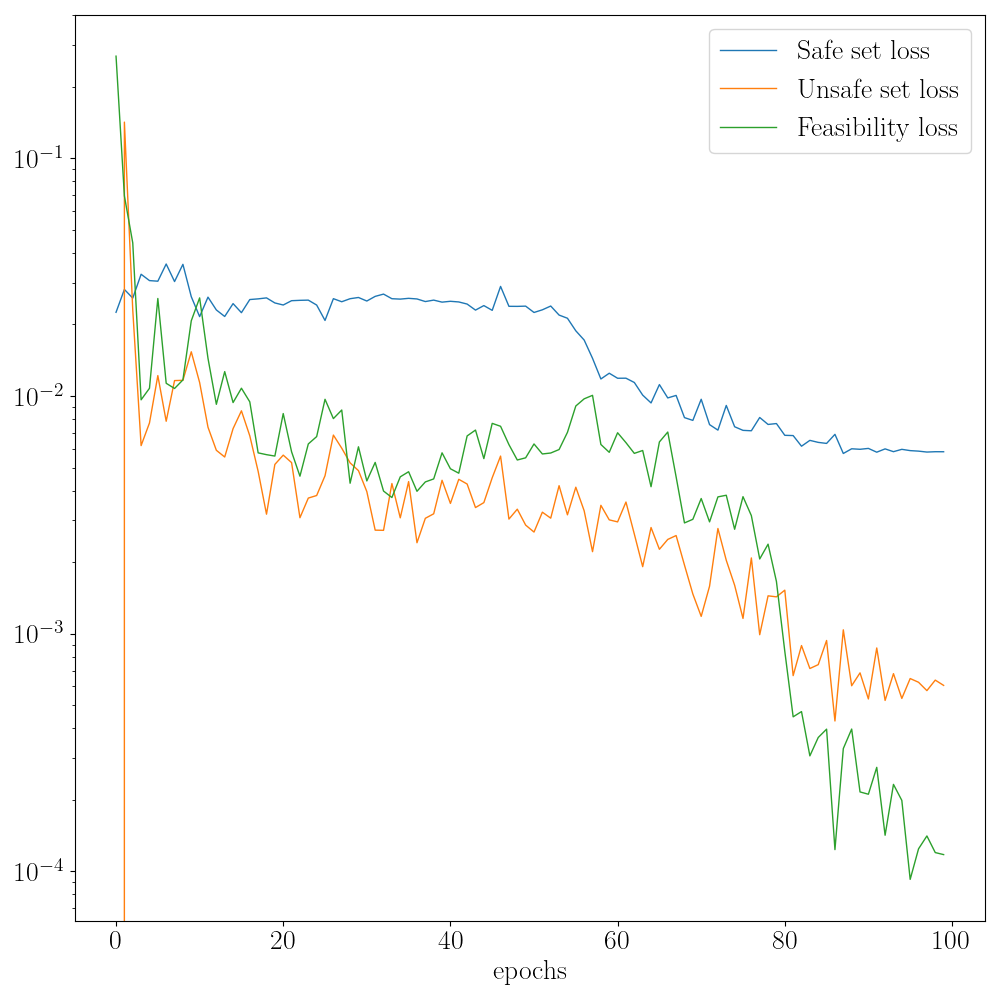 Safe set loss
Unsafe set loss
Feasibility loss
10⁻¹
10⁻²
10⁻³
10⁻⁴
0 20 40 60 80 100
epochs